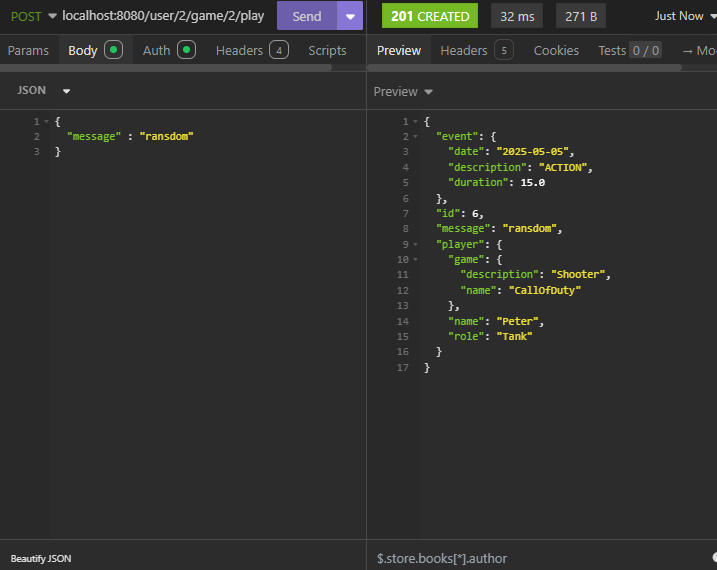 POST localhost:8080/user/2/game/2/play Send 201 CREATED 32 ms 271 B Just Now
Params Body Auth Headers 4 Scripts Preview Headers 5 Cookies Tests 0 / 0 → Mo
JSON
1 {
2 "message" : "ransdom"
3 }
Beautify JSON
Preview
1 {
2 "event": {
3 "date": "2025-05-05",
4 "description": "ACTION",
5 "duration": 15.0
6 },
7 "id": 6,
8 "message": "ransdom",
9 "player": {
10 "game": {
11 "description": "Shooter",
12 "name": "CallOfDuty"
13 },
14 "name": "Peter",
15 "role": "Tank"
16 }
17 }
$.store.books[*].author